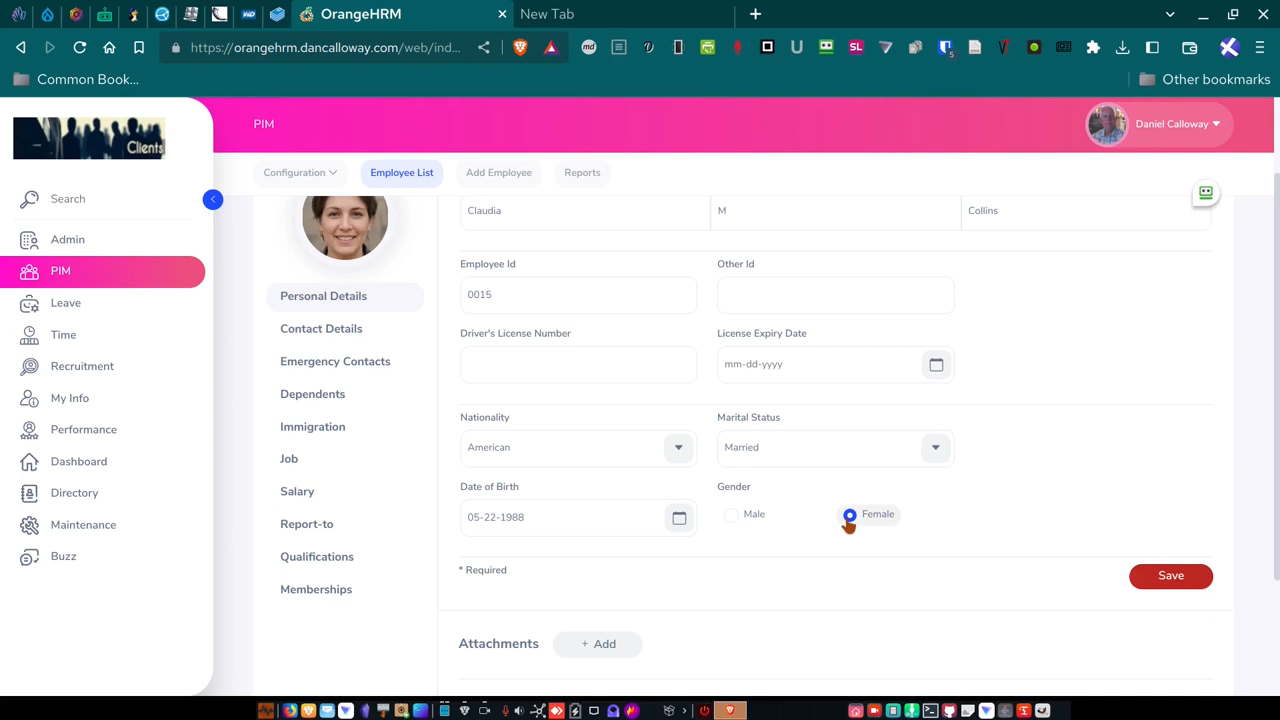 OrangeHRM
New Tab
https://orangehrm.dancalloway.com/web/ind...
Common Book...
Other bookmarks
Clients
PIM
Daniel Calloway
Configuration
Employee List
Add Employee
Reports
Search
Admin
PIM
Leave
Time
Recruitment
My Info
Performance
Dashboard
Directory
Maintenance
Buzz
Personal Details
Contact Details
Emergency Contacts
Dependents
Immigration
Job
Salary
Report-to
Qualifications
Memberships
Claudia
M
Collins
Employee Id
Other Id
0015
Driver's License Number
License Expiry Date
mm-dd-yyyy
Nationality
Marital Status
American
Married
Date of Birth
Gender
05-22-1988
Male
Female
* Required
Save
Attachments
+ Add